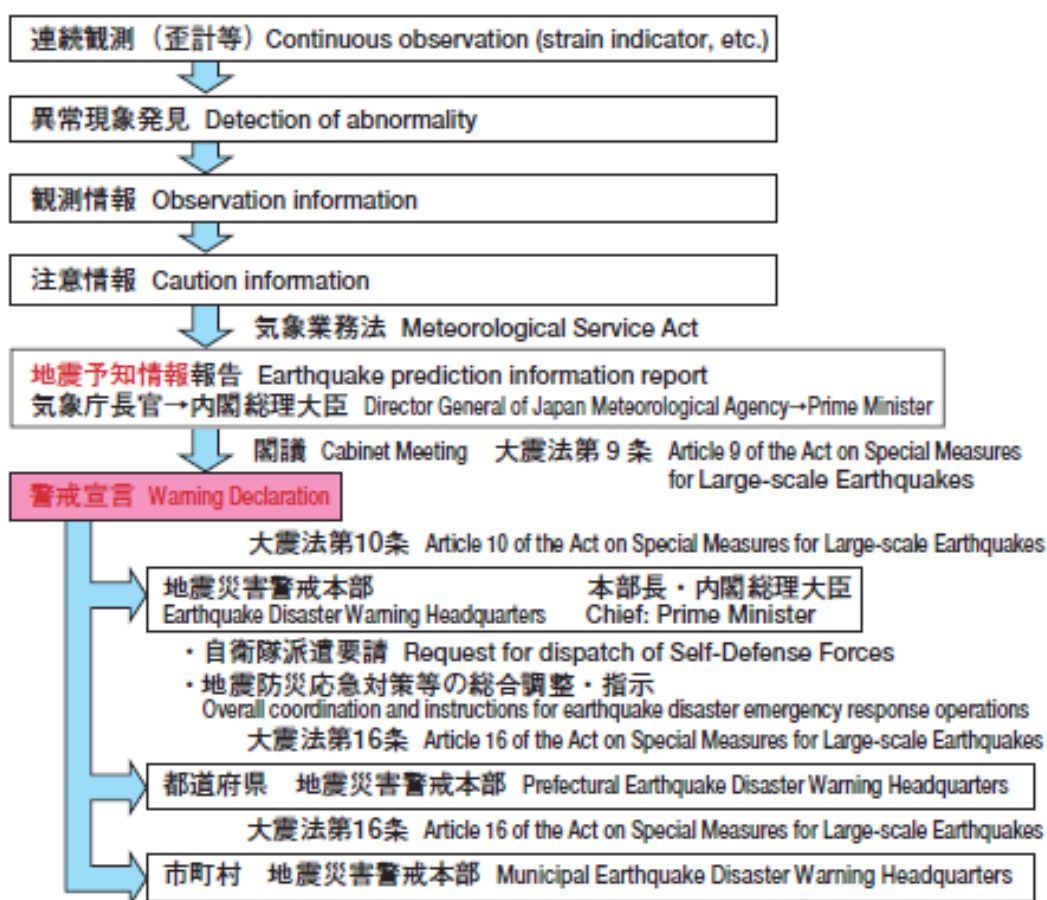 連続観測（歪計等）Continuous observation (strain indicator, etc.)
異常現象発見 Detection of abnormality
観測情報 Observation information
注意情報 Caution information
気象業務法 Meteorological Service Act
地震予知情報報告 Earthquake prediction information report
気象庁長官→内閣総理大臣 Director General of Japan Meteorological Agency→Prime Minister
閣議 Cabinet Meeting 大震法第９条 Article 9 of the Act on Special Measures
for Large-scale Earthquakes
警戒宣言 Warning Declaration
大震法第10条 Article 10 of the Act on Special Measures for Large-scale Earthquakes
地震災害警戒本部 本部長・内閣総理大臣
Earthquake Disaster Warning Headquarters Chief: Prime Minister
・自衛隊派遣要請 Request for dispatch of Self-Defense Forces
・地震防災応急対策等の総合調整・指示
Overall coordination and instructions for earthquake disaster emergency response operations
大震法第16条 Article 16 of the Act on Special Measures for Large-scale Earthquakes
都道府県 地震災害警戒本部 Prefectural Earthquake Disaster Warning Headquarters
大震法第16条 Article 16 of the Act on Special Measures for Large-scale Earthquakes
市町村 地震災害警戒本部 Municipal Earthquake Disaster Warning Headquarters